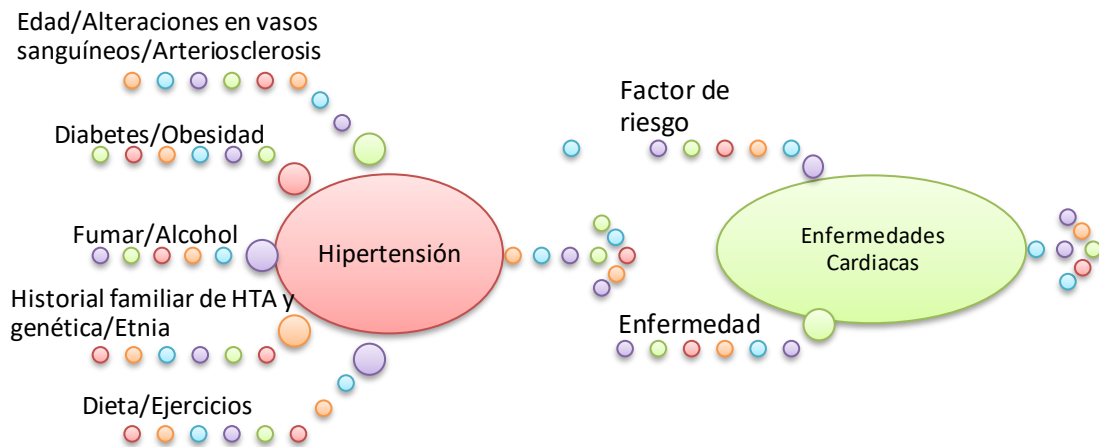 Edad/Alteraciones en vasos
sanguíneos/Arteriosclerosis
Diabetes/Obesidad
Fumar/Alcohol
Historial familiar de HTA y
genética/Etnia
Dieta/Ejercicios
Hipertensión
Factor de
riesgo
Enfermedad
Enfermedades
Cardiacas